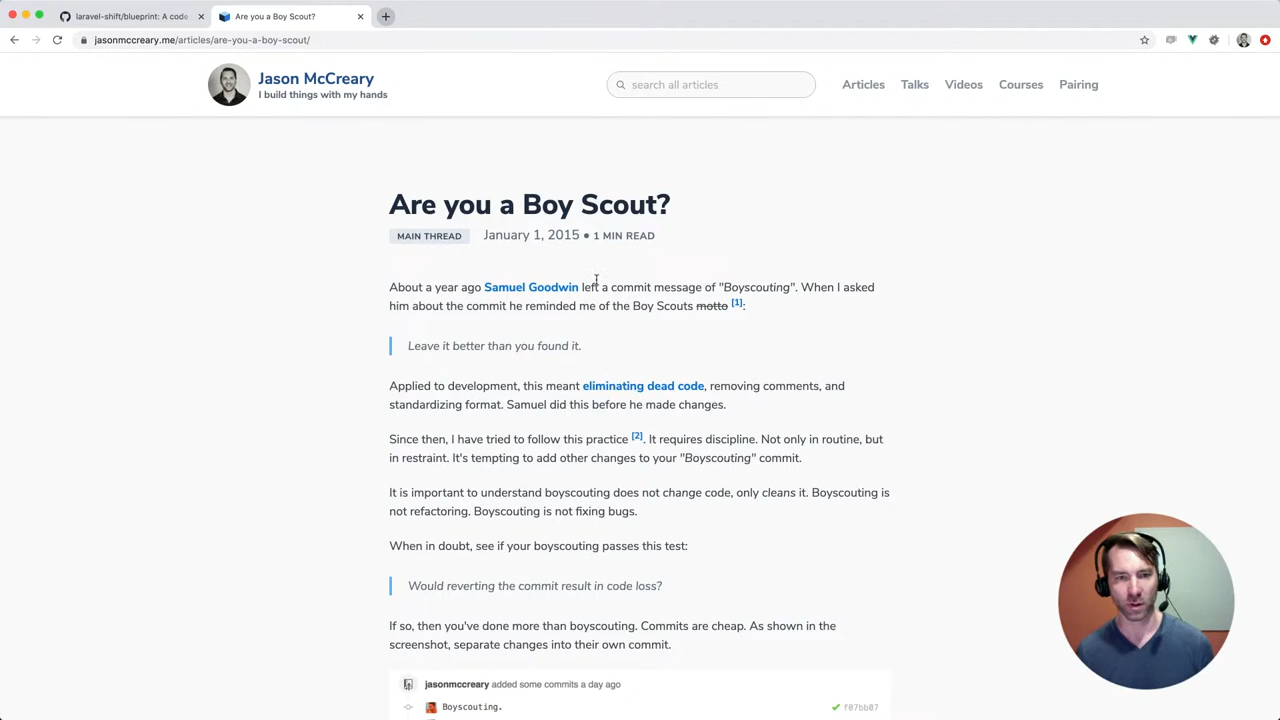 laravel-shift/blueprint: A code
Are you a Boy Scout?
jasonmccreary.me/articles/are-you-a-boy-scout/
Jason McCreary
I build things with my hands
search all articles
Articles
Talks
Videos
Courses
Pairing
Are you a Boy Scout?
MAIN THREAD
January 1, 2015 • 1 MIN READ
About a year ago Samuel Goodwin left a commit message of "Boyscouting". When I asked
him about the commit he reminded me of the Boy Scouts motto [1]:
Leave it better than you found it.
Applied to development, this meant eliminating dead code, removing comments, and
standardizing format. Samuel did this before he made changes.
Since then, I have tried to follow this practice [2]. It requires discipline. Not only in routine, but
in restraint. It's tempting to add other changes to your "Boyscouting" commit.
It is important to understand boyscouting does not change code, only cleans it. Boyscouting is
not refactoring. Boyscouting is not fixing bugs.
When in doubt, see if your boyscouting passes this test:
Would reverting the commit result in code loss?
If so, then you've done more than boyscouting. Commits are cheap. As shown in the
screenshot, separate changes into their own commit.
jasonmccreary added some commits a day ago
Boyscouting.
f07bb07